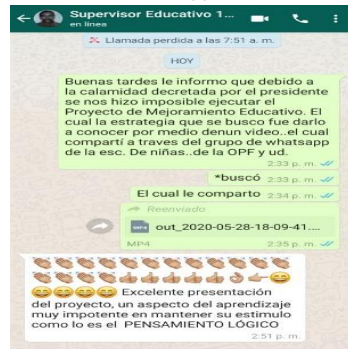 Supervisor Educativo 1...
en línea
Llamada perdida a las 7:51 a. m.
HOY
Buenas tardes le informo que debido a
la calamidad decretada por el presidente
se nos hizo imposible ejecutar el
Proyecto de Mejoramiento Educativo. El
cual la estrategia que se busco fue darlo
a conocer por medio denun video..el cual
compartí a traves del grupo de whatsapp
de la esc. De niñas..de la OPF y ud.
2:33 p. m.
*buscó 2:33 p. m.
El cual le comparto 2:34 p. m.
Reenviado
MP4 out_2020-05-28-18-09-41....
MP4 2:35 p. m.
Excelente presentación
del proyecto, un aspecto del aprendizaje
muy impotente en mantener su estimulo
como lo es el PENSAMIENTO LÓGICO
2:51 p. m.